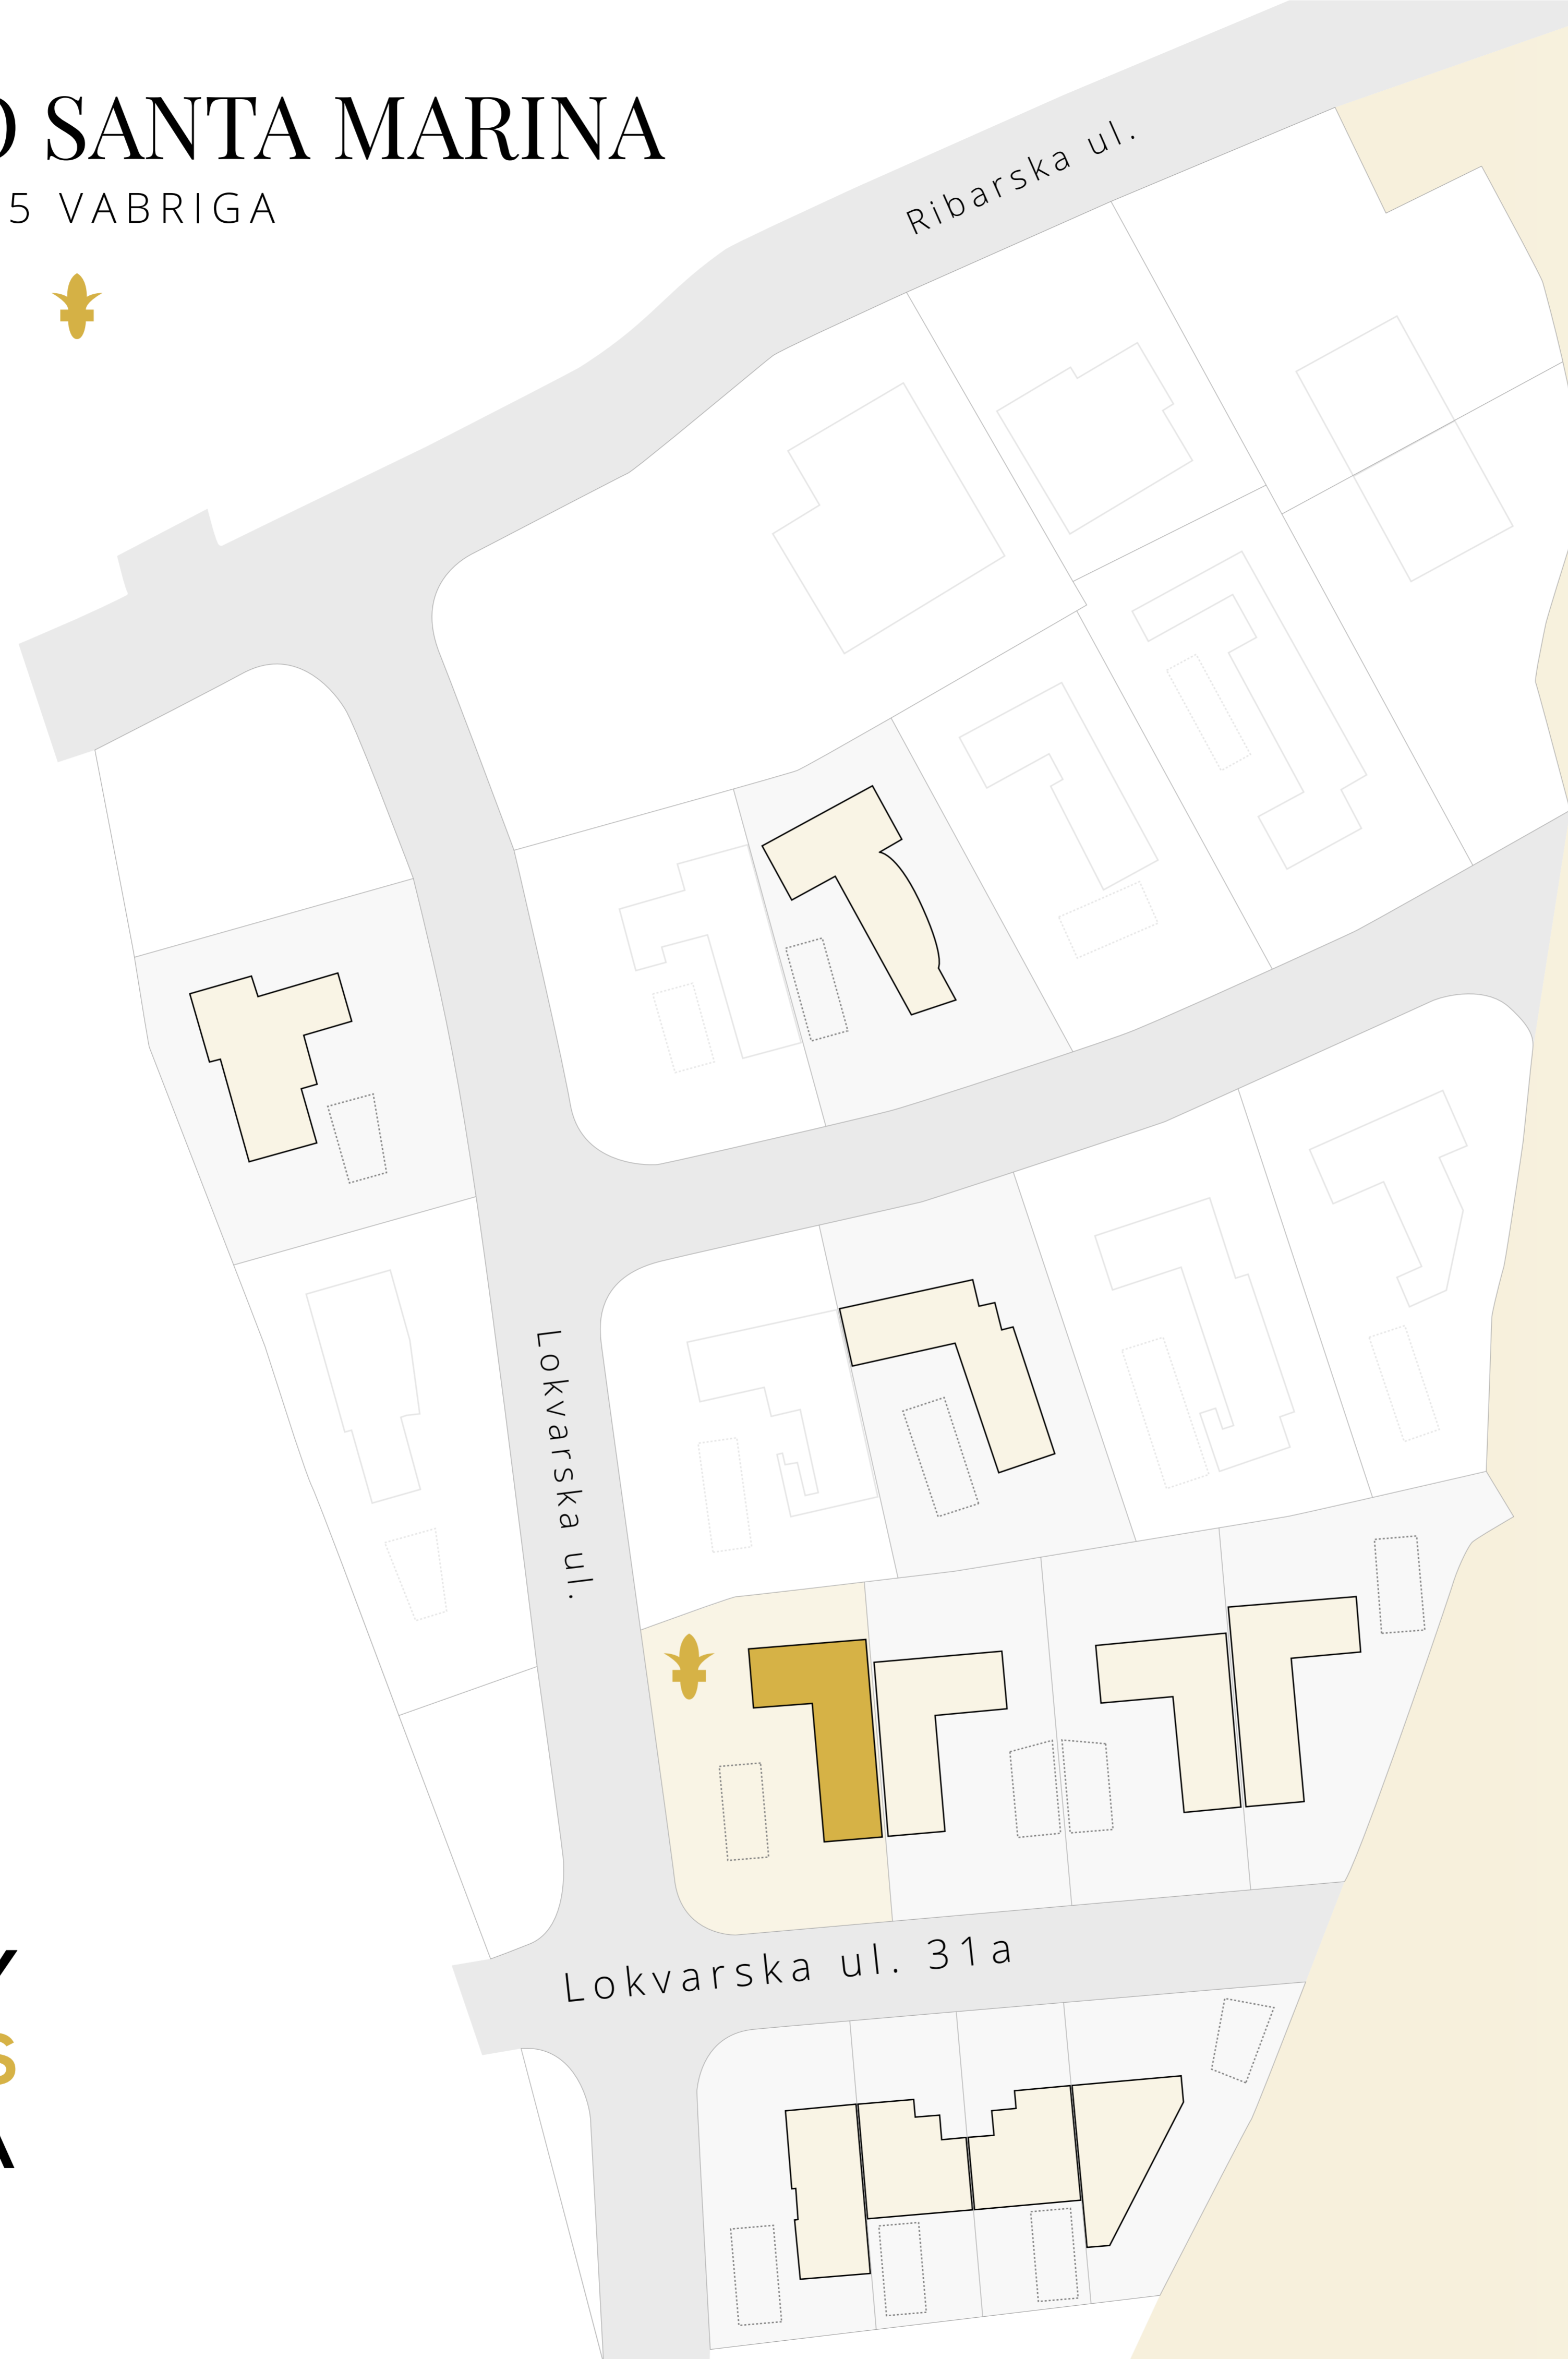 SANTA MARINA
5 VABRIGA
Ribarska ul.
Lokvarska ul.
Lokvarska ul. 31a